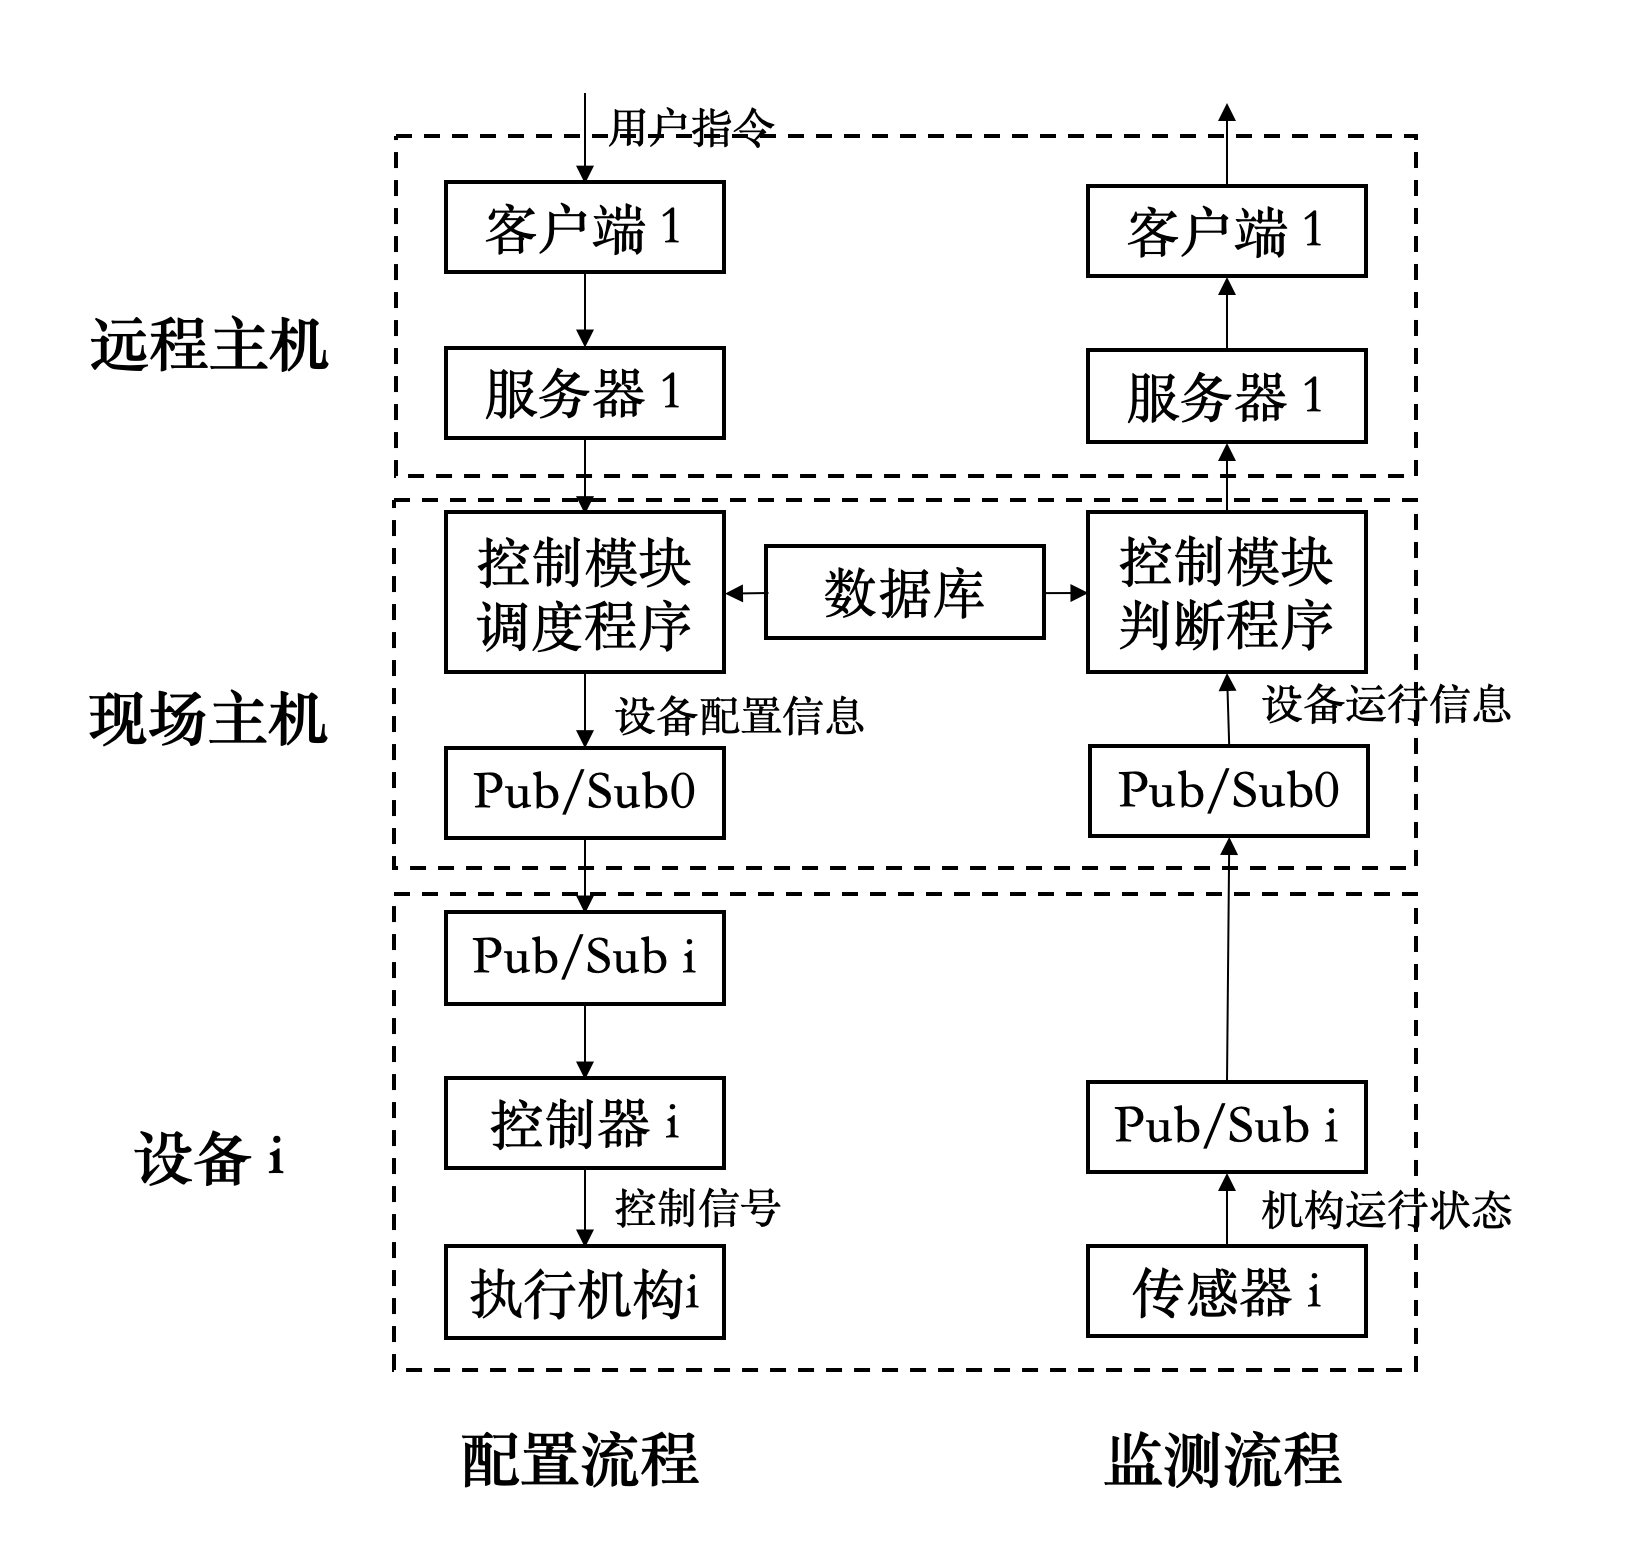 用户指令
客户端 1
客户端 1
远程主机
服务器 1
服务器 1
控制模块
调度程序
数据库
控制模块
判断程序
现场主机
设备配置信息
设备运行信息
Pub/Sub0
Pub/Sub0
Pub/Sub i
设备 i
控制器 i
Pub/Sub i
控制信号
机构运行状态
执行机构i
传感器 i
配置流程
监测流程